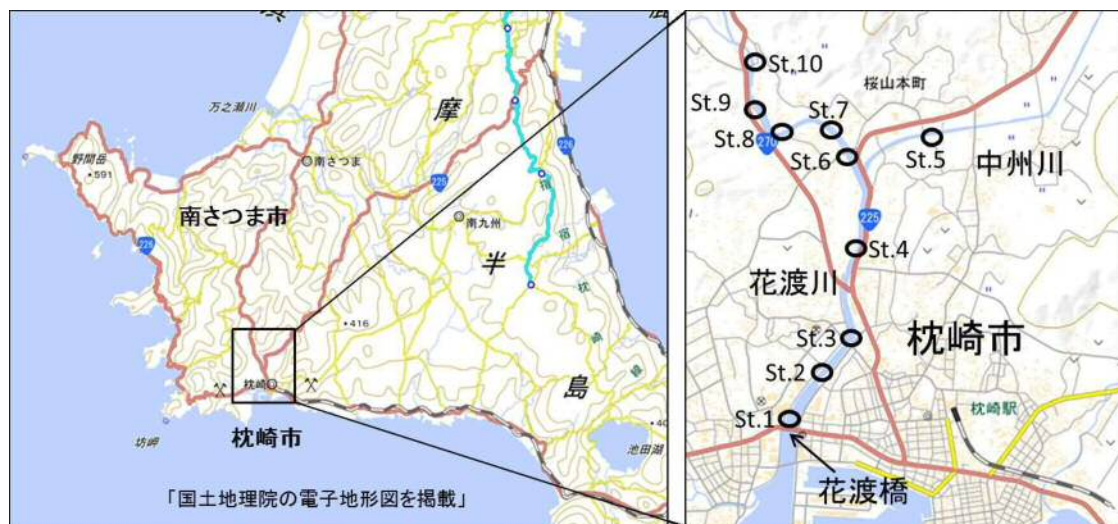 摩
半
島
万之瀬川
野間岳
・591
南さつま
南さつま市
226
225
226
指
宿
枕
崎
線
南九州
・416
枕崎
枕崎市
坊岬
池田湖
「国土地理院の電子地形図を掲載」
St.10
St.9
St.8
St.7
St.6
St.5
St.4
St.3
St.2
St.1
桜山本町
270
225
中州川
花渡川
枕崎市
枕崎駅
花渡橋